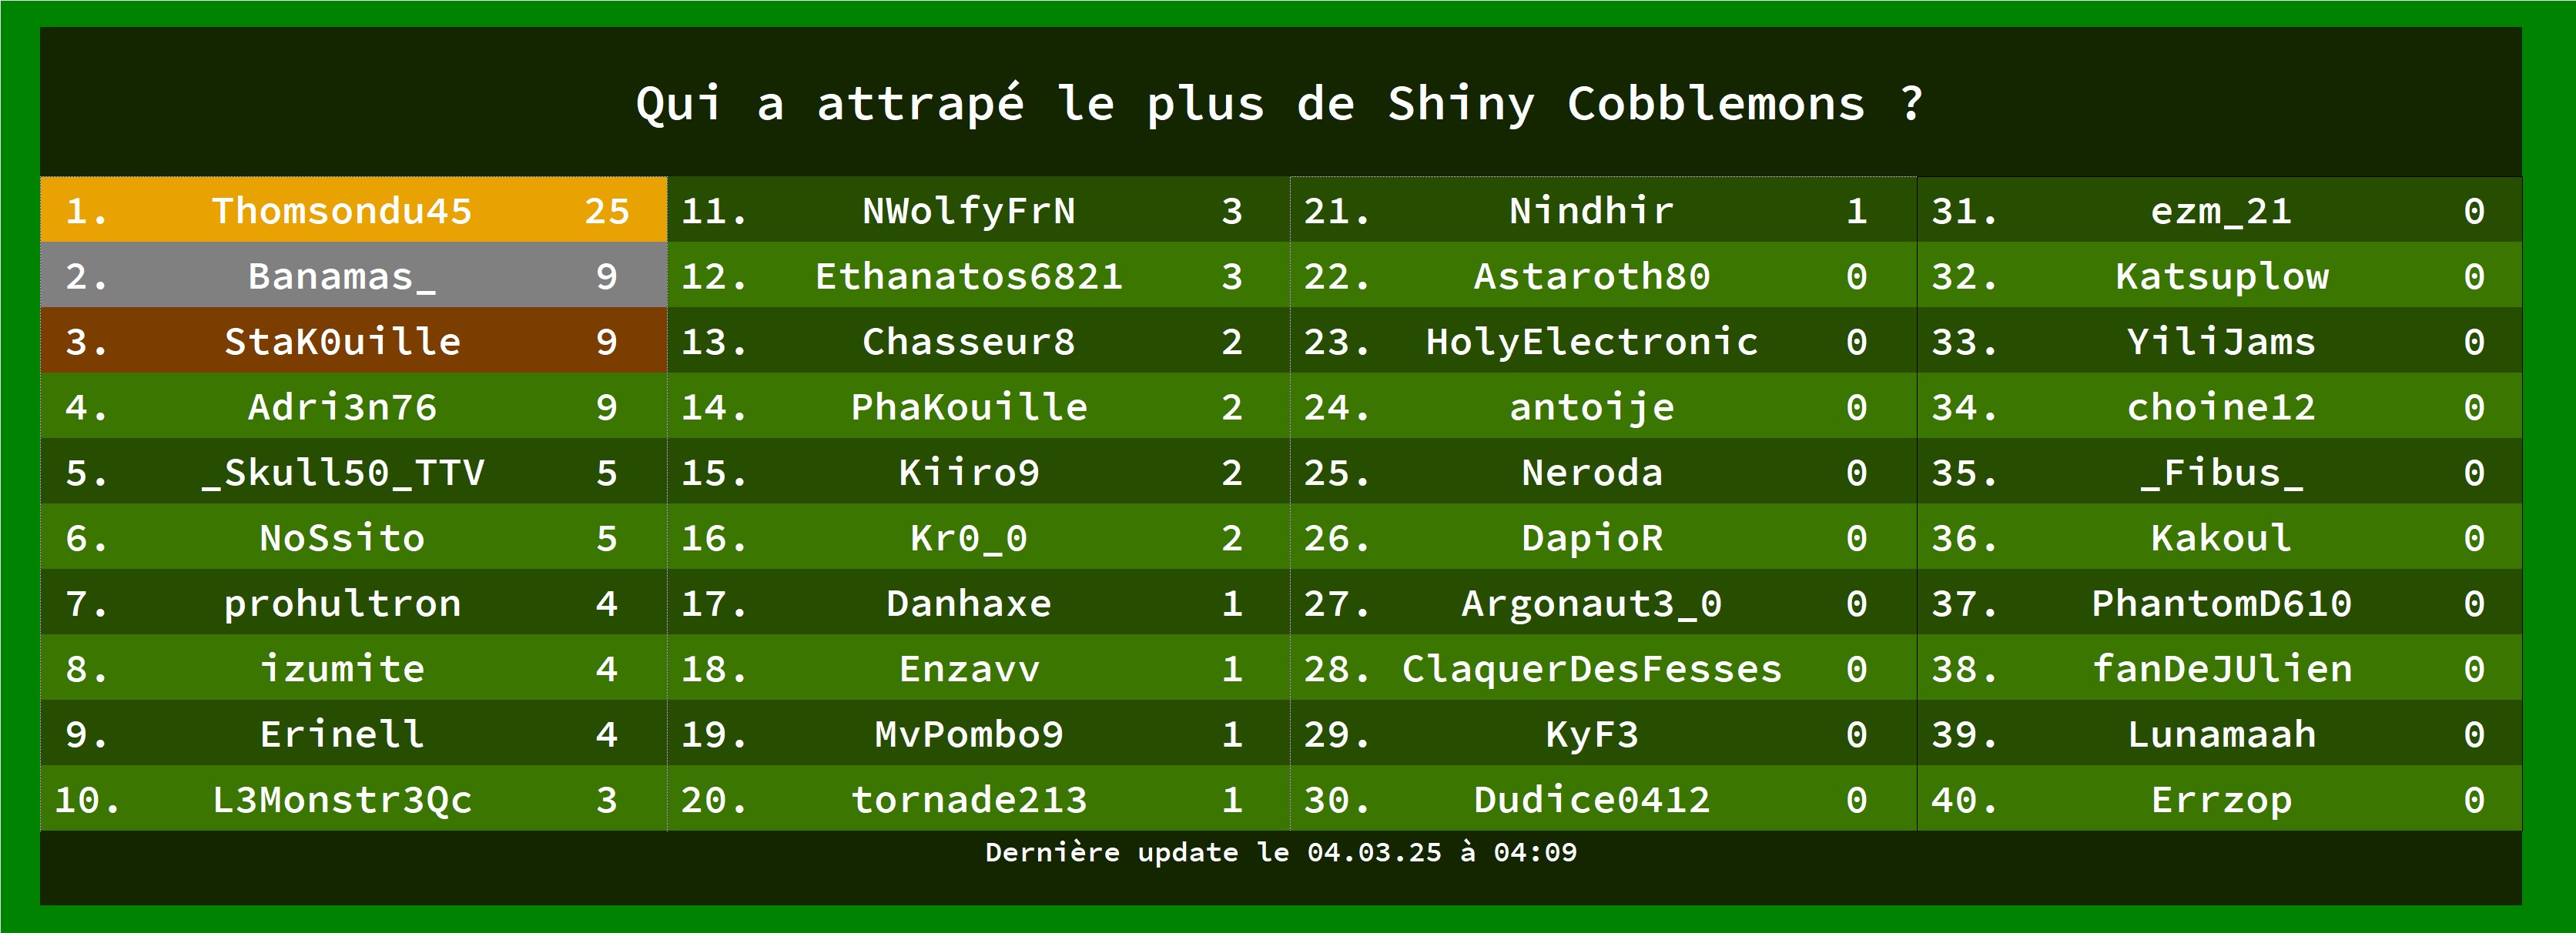 Qui a attrapé le plus de Shiny Cobblemons ?
1. Thomsondu45 25
2. Banamas_ 9
3. StaK0uille 9
4. Adri3n76 9
5. _Skull50_TTV 5
6. NoSsito 5
7. prohultron 4
8. izumite 4
9. Erinell 4
10. L3Monstr3Qc 3
11. NWolfyFrN 3
12. Ethanatos6821 3
13. Chasseur8 2
14. PhaKouille 2
15. Kiiro9 2
16. Kr0_0 2
17. Danhaxe 1
18. Enzavv 1
19. MvPombo9 1
20. tornade213 1
21. Nindhir 1
22. Astaroth80 0
23. HolyElectronic 0
24. antoije 0
25. Neroda 0
26. DapioR 0
27. Argonaut3_0 0
28. ClaquerDesFesses 0
29. KyF3 0
30. Dudice0412 0
31. ezm_21 0
32. Katsuplow 0
33. YiliJams 0
34. choine12 0
35. _Fibus_ 0
36. Kakoul 0
37. PhantomD610 0
38. fanDeJUlien 0
39. Lunamaah 0
40. Errzop 0
Dernière update le 04.03.25 à 04:09